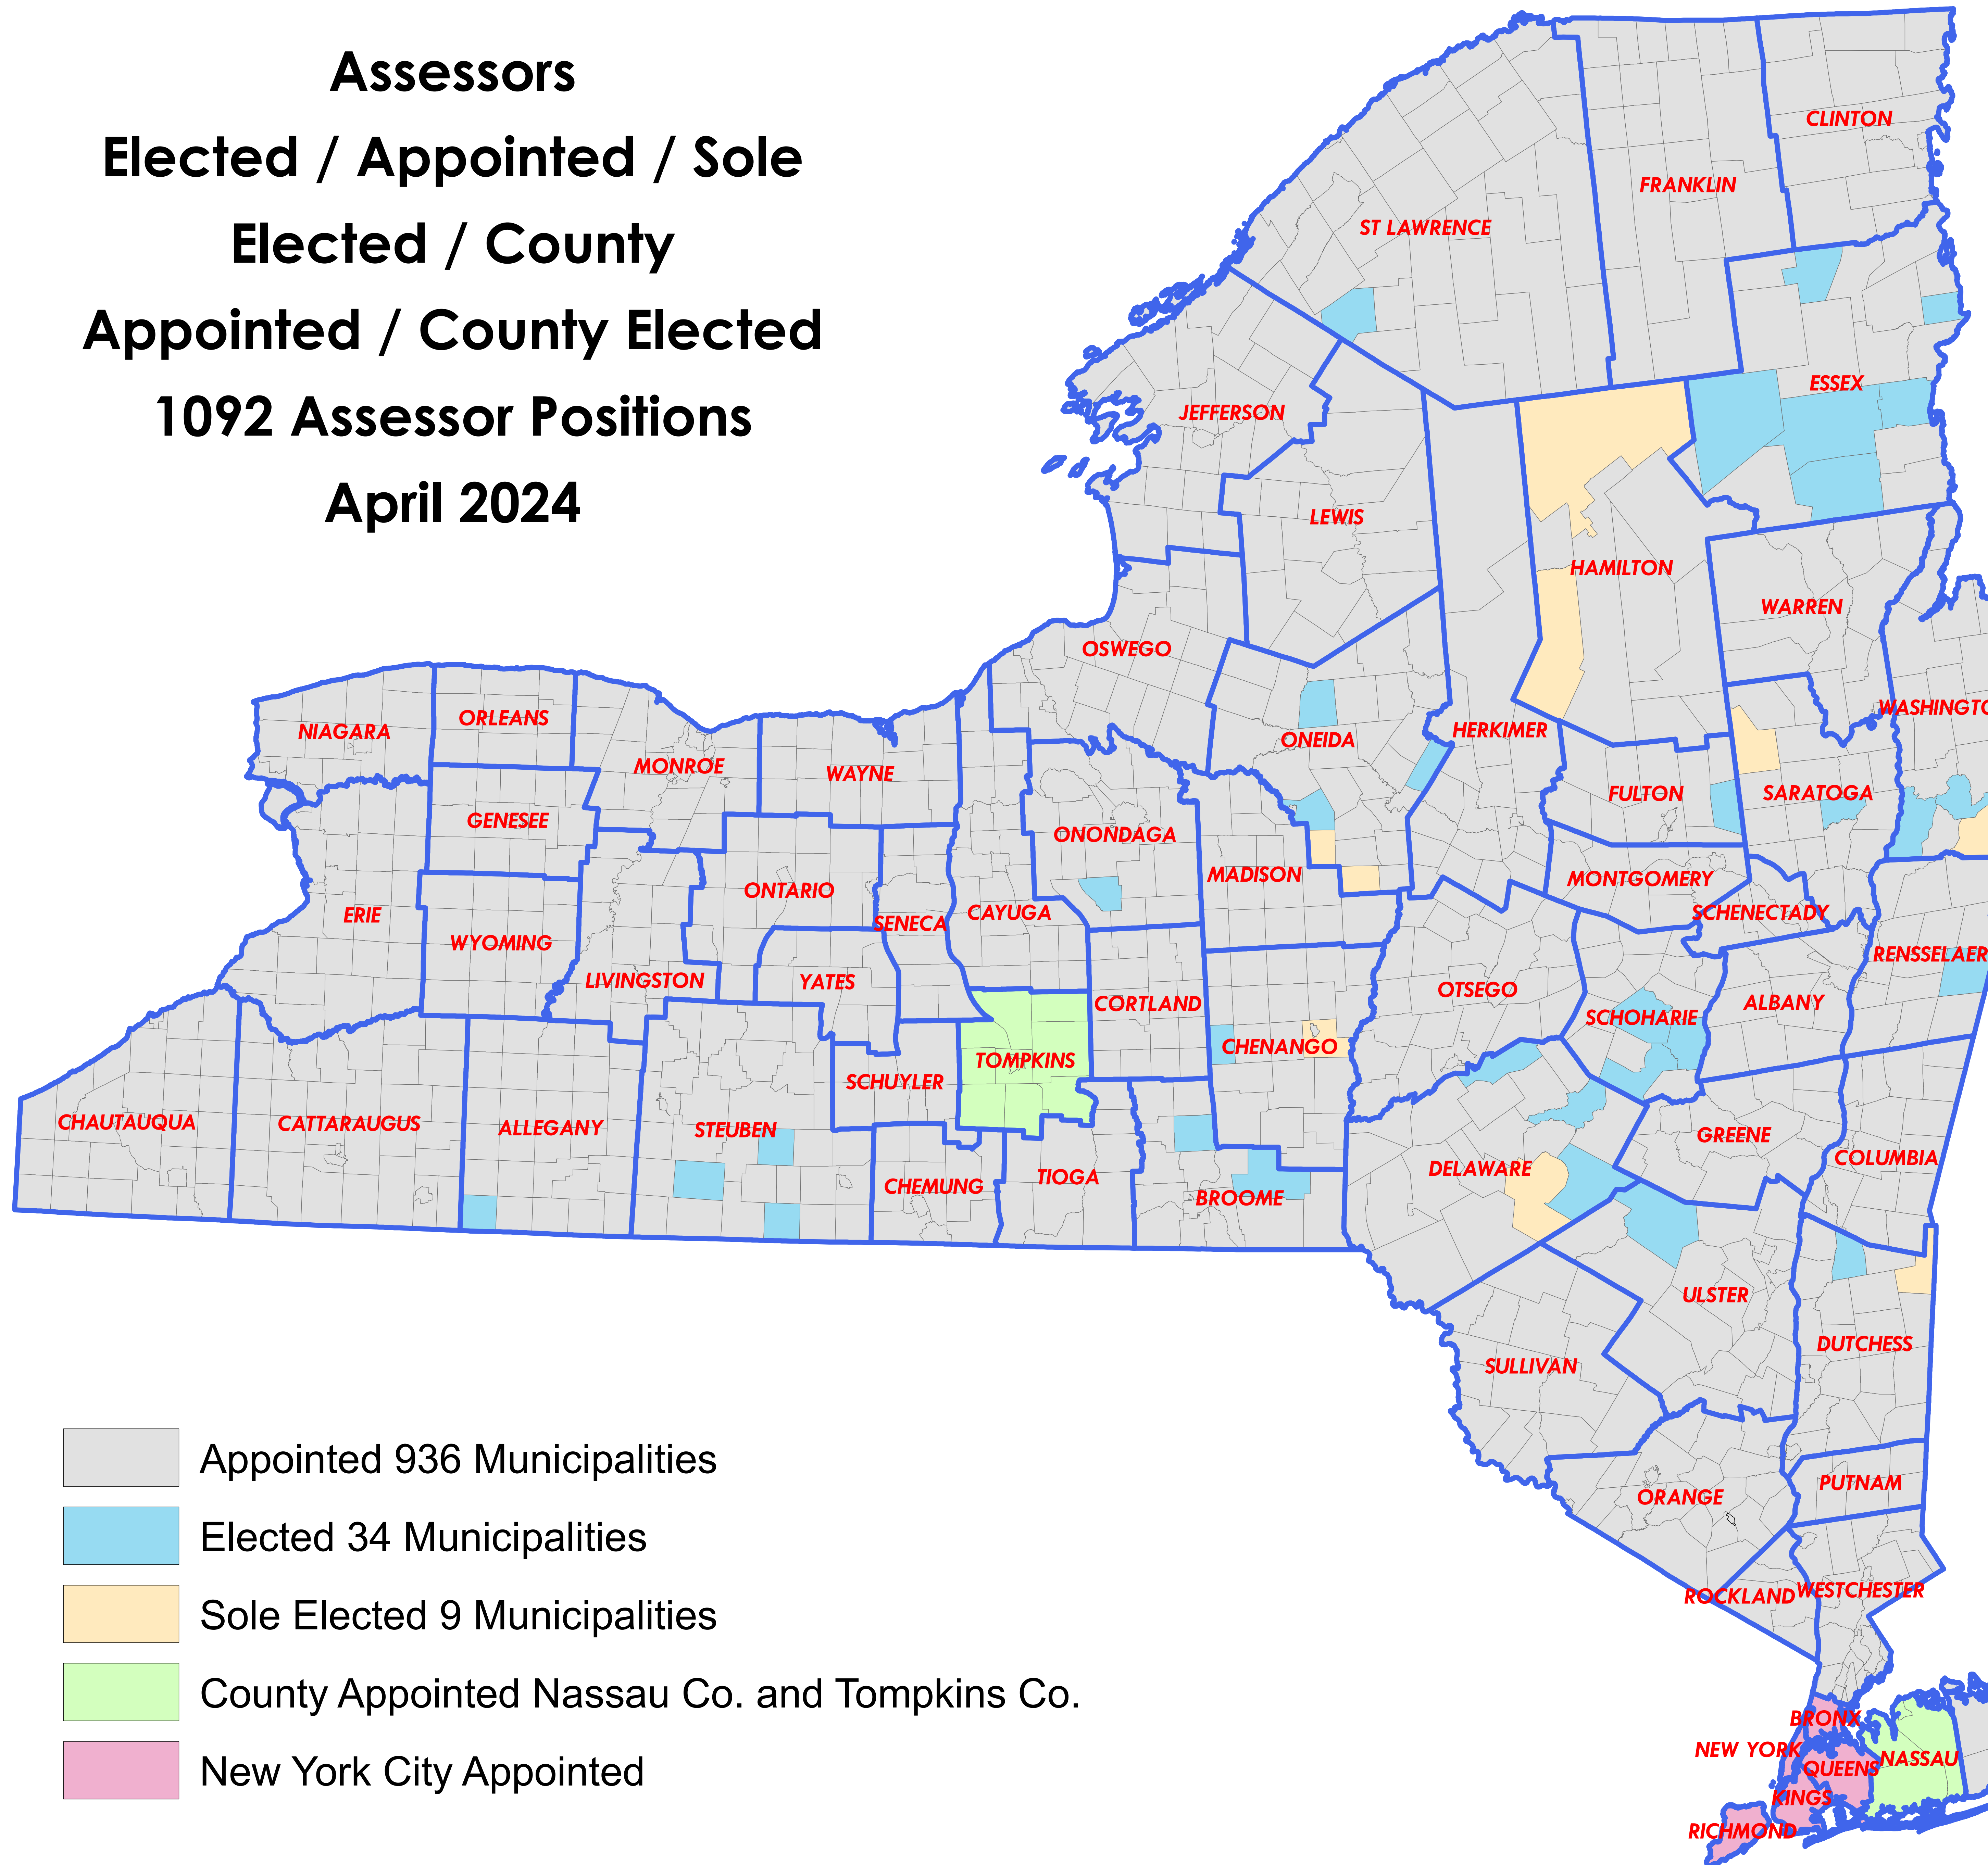 Assessors
Elected / Appointed / Sole
Elected / County
Appointed / County Elected
1092 Assessor Positions
April 2024
CLINTON
FRANKLIN
ST LAWRENCE
ESSEX
JEFFERSON
LEWIS
HAMILTON
WARREN
OSWEGO
WASHINGTO
NIAGARA
ORLEANS
HERKIMER
ONEIDA
MONROE
WAYNE
FULTON
SARATOGA
GENESEE
ONONDAGA
MADISON
MONTGOMERY
ONTARIO
ERIE
CAYUGA
SCHENECTADY
SENECA
WYOMING
RENSSELAER
LIVINGSTON
YATES
OTSEGO
CORTLAND
ALBANY
SCHOHARIE
CHENANGO
TOMPKINS
SCHUYLER
CHAUTAUQUA
CATTARAUGUS
ALLEGANY
STEUBEN
GREENE
COLUMBIA
DELAWARE
TIOGA
CHEMUNG
BROOME
ULSTER
DUTCHESS
SULLIVAN
Appointed 936 Municipalities
PUTNAM
ORANGE
Elected 34 Municipalities
WESTCHESTER
ROCKLAND
Sole Elected 9 Municipalities
County Appointed Nassau Co. and Tompkins Co.
BRONX
NEW YORK
NASSAU
QUEENS
New York City Appointed
KINGS
RICHMOND